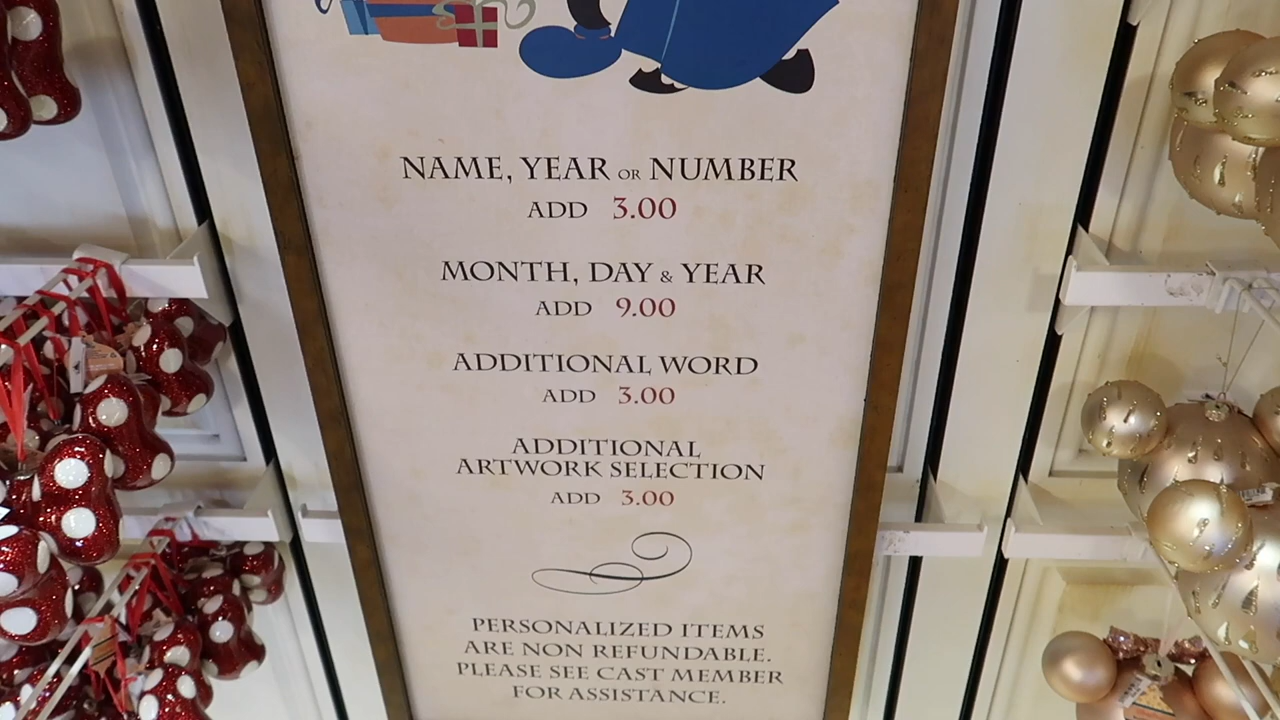 NAME, YEAR OR NUMBER
ADD 3.00
MONTH, DAY & YEAR
ADD 9.00
ADDITIONAL WORD
ADD 3.00
ADDITIONAL
ARTWORK SELECTION
ADD 3.00
PERSONALIZED ITEMS
ARE NON REFUNDABLE.
PLEASE SEE CAST MEMBER
FOR ASSISTANCE.